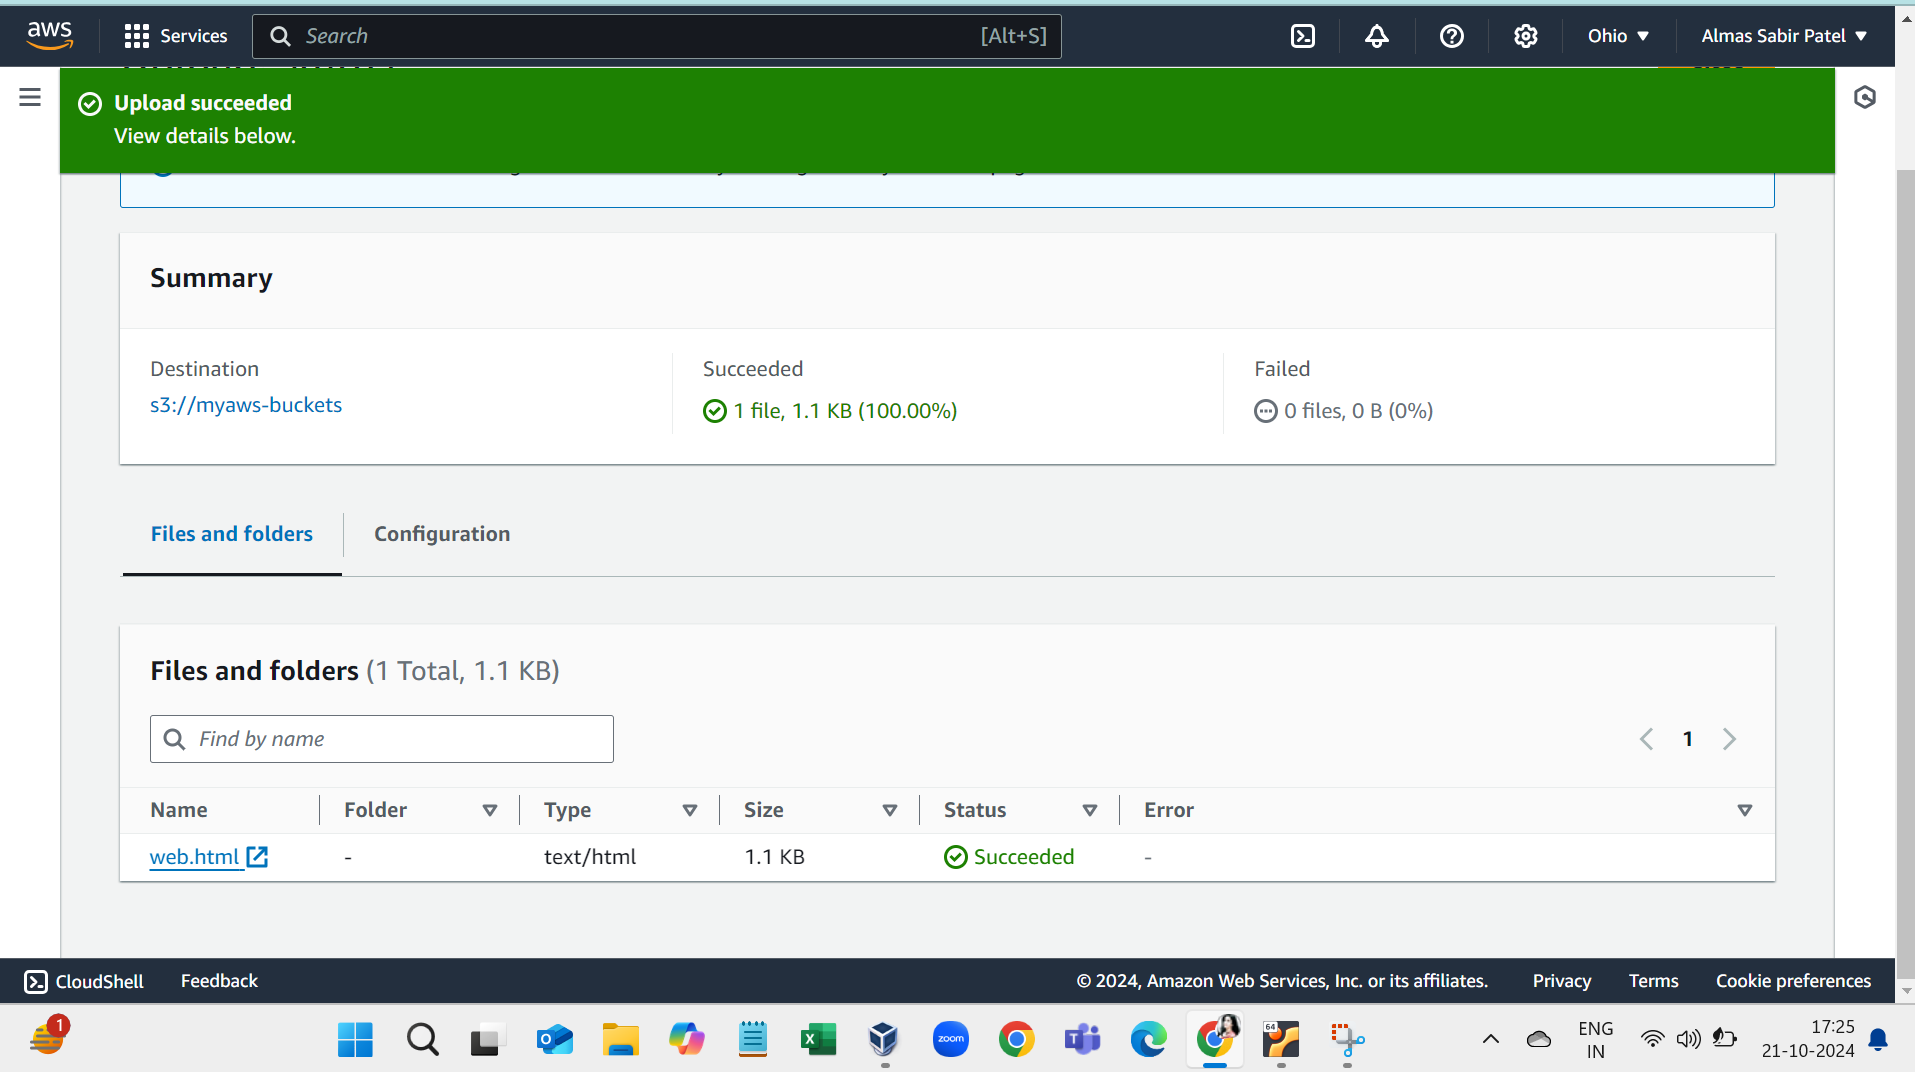 aws
Services
Search
[Alt+S]
Ohio
Almas Sabir Patel
Upload succeeded
View details below.
Summary
Destination
s3://myaws-buckets
Succeeded
1 file, 1.1 KB (100.00%)
Failed
0 files, 0 B (0%)
Files and folders
Configuration
Files and folders (1 Total, 1.1 KB)
Find by name
1
Name
Folder
Type
Size
Status
Error
web.html
-
text/html
1.1 KB
Succeeded
-
CloudShell
Feedback
© 2024, Amazon Web Services, Inc. or its affiliates.
Privacy
Terms
Cookie preferences
1
zoom
64
ENG
IN
17:25
21-10-2024